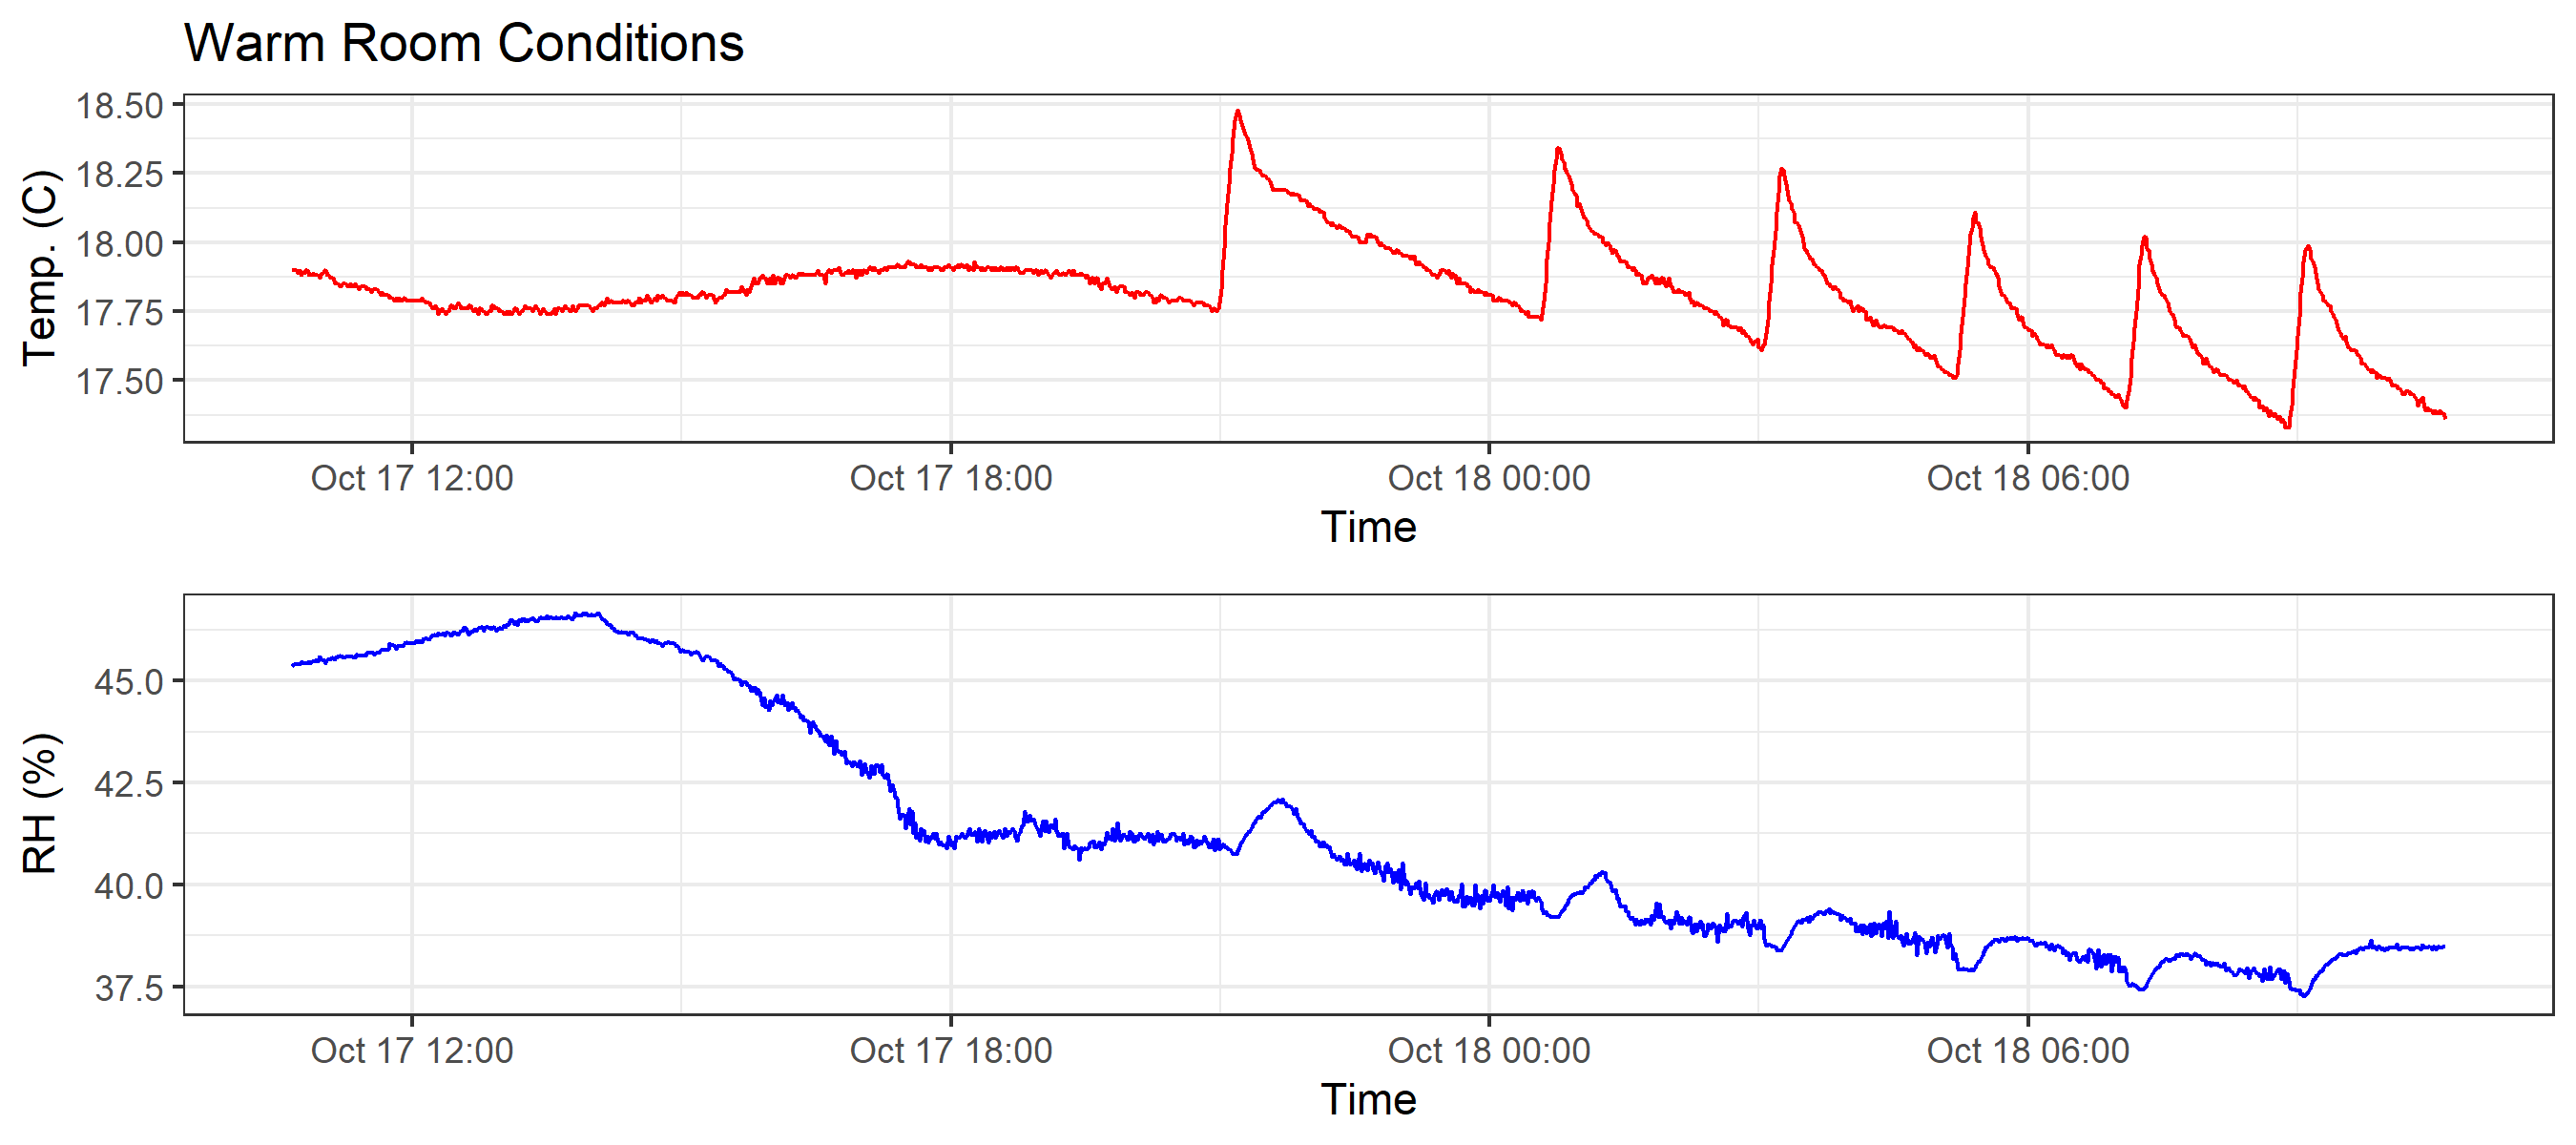 Warm Room Conditions
Temp. (C)
18.50
18.25
18.00
17.75
17.50
Oct 17 12:00 Oct 17 18:00 Oct 18 00:00 Oct 18 06:00
Time
RH (%)
45.0
42.5
40.0
37.5
Oct 17 12:00 Oct 17 18:00 Oct 18 00:00 Oct 18 06:00
Time